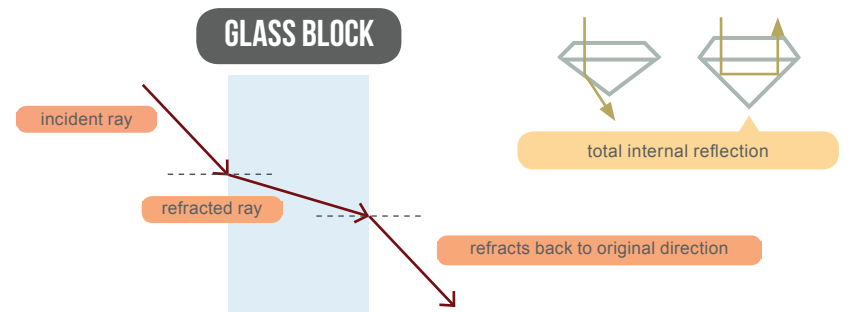 GLASS BLOCK
incident ray
refracted ray
refracts back to original direction
total internal reflection